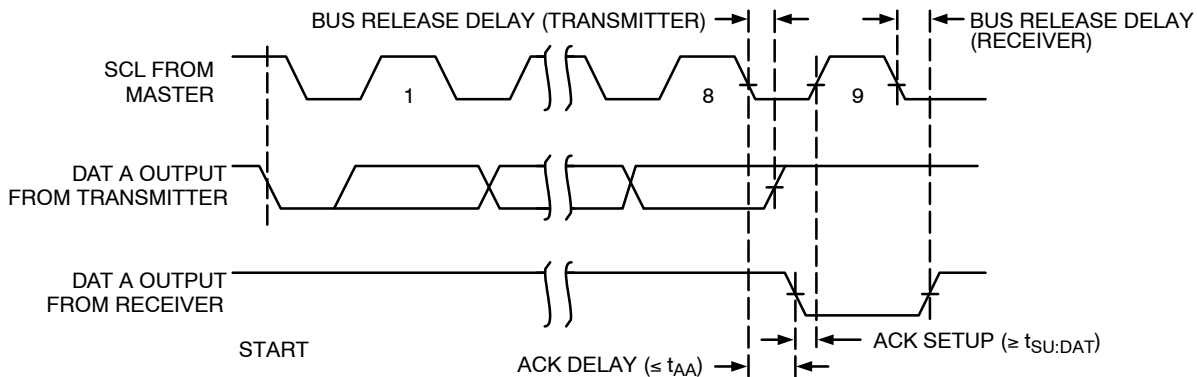 BUS RELEASE DELAY (TRANSMITTER)
BUS RELEASE DELAY
(RECEIVER)
SCL FROM
MASTER
1
8
9
DAT A OUTPUT
FROM TRANSMITTER
DAT A OUTPUT
FROM RECEIVER
START
ACK SETUP (≥ tSU:DAT)
ACK DELAY (≤ tAA)